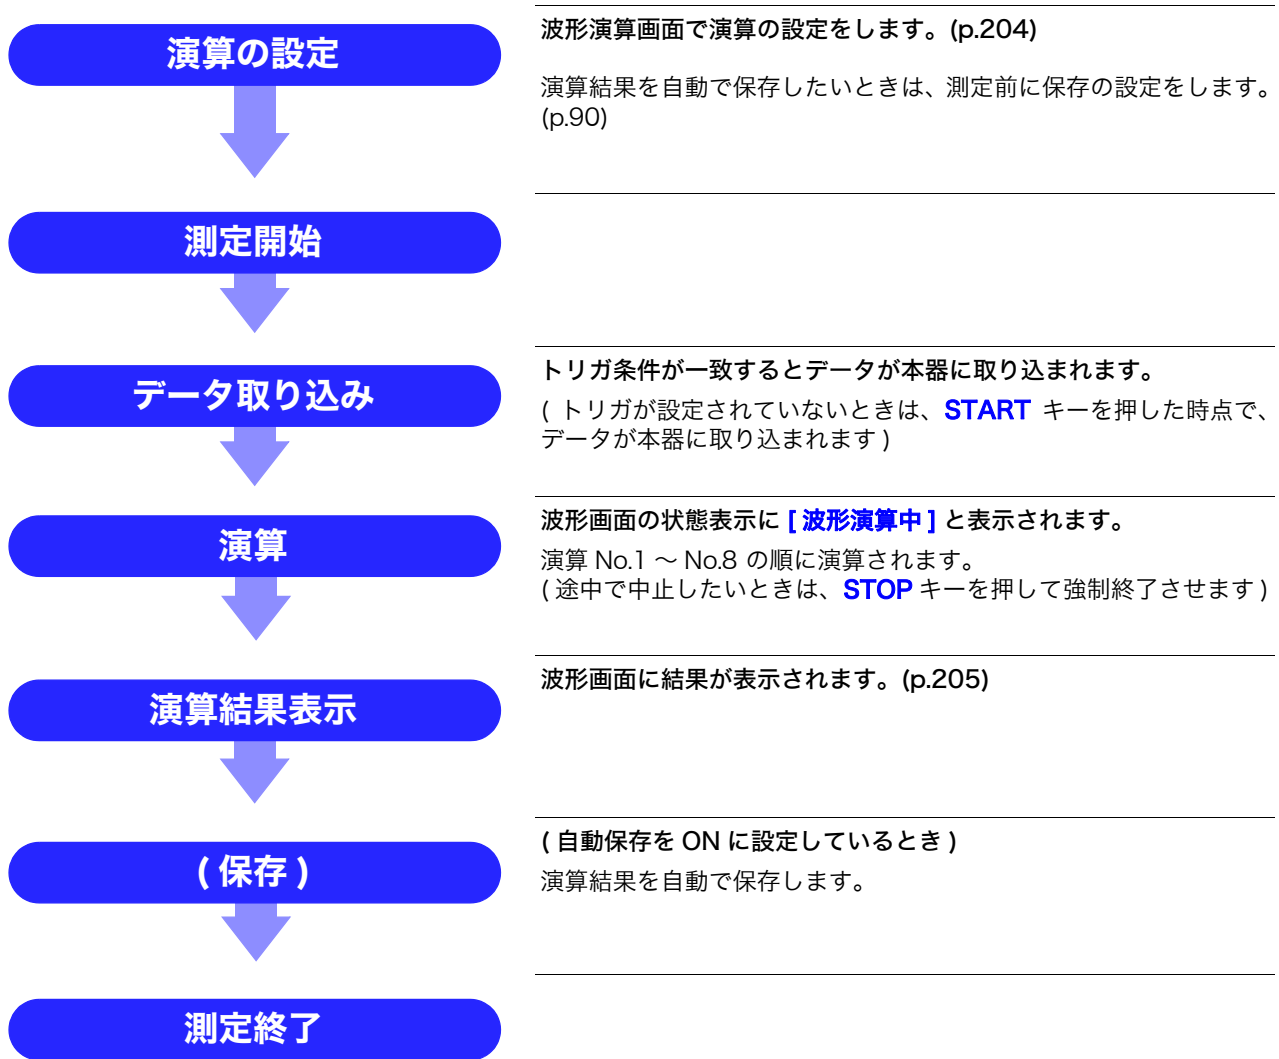 演算の設定
波形演算画面で演算の設定をします。(p.204)
演算結果を自動で保存したいときは、測定前に保存の設定をします。
(p.90)
測定開始
データ取り込み
トリガ条件が一致するとデータが本器に取り込まれます。
( トリガが設定されていないときは、START キーを押した時点で、
データが本器に取り込まれます )
演算
波形画面の状態表示に [ 波形演算中 ] と表示されます。
演算 No.1 ～ No.8 の順に演算されます。
( 途中で中止したいときは、STOP キーを押して強制終了させます )
演算結果表示
波形画面に結果が表示されます。(p.205)
( 保存 )
( 自動保存を ON に設定しているとき )
演算結果を自動で保存します。
測定終了